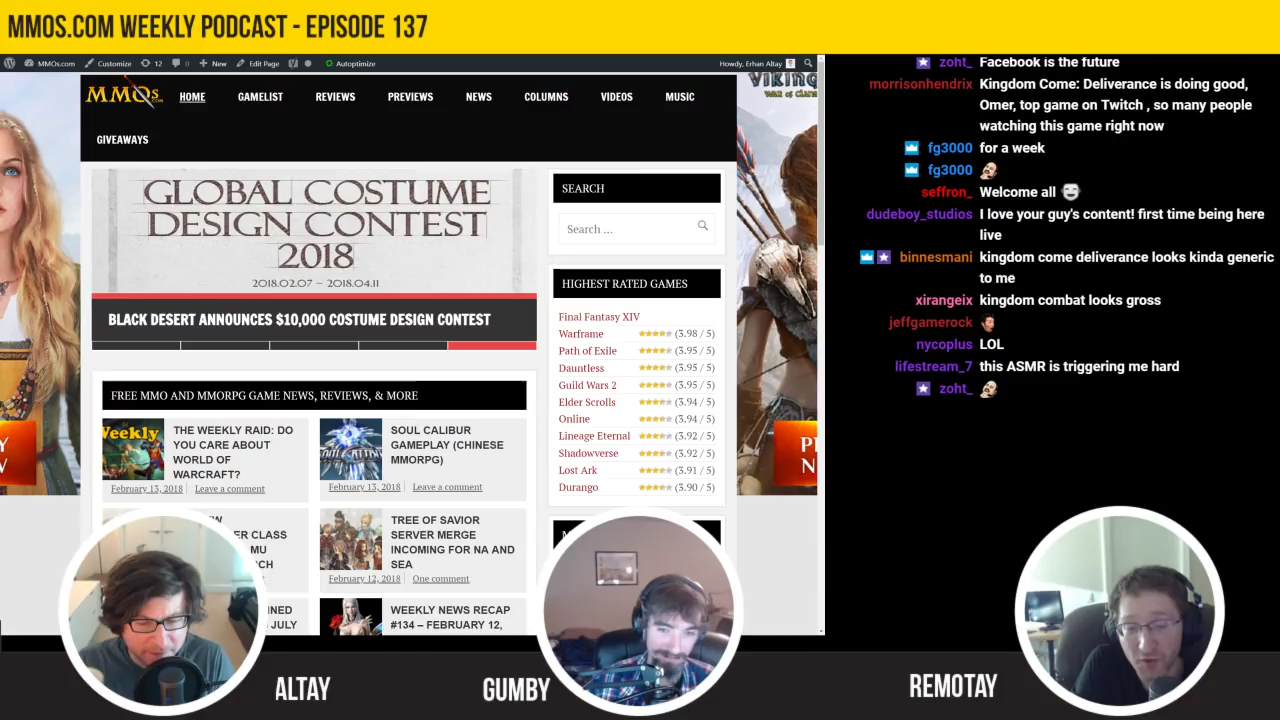 MMOS.COM WEEKLY PODCAST - EPISODE 137
MMOs.com Customize 12 0 New Edit Page Autoptimize Howdy, Erhan Altay
MMOs.COM
HOME GAMELIST REVIEWS PREVIEWS NEWS COLUMNS VIDEOS MUSIC
GIVEAWAYS
VIKINGS
WAR OF CLANS
GLOBAL COSTUME
DESIGN CONTEST
2018
2018.02.07 – 2018.04.11
BLACK DESERT ANNOUNCES $10,000 COSTUME DESIGN CONTEST
SEARCH
Search ...
HIGHEST RATED GAMES
Final Fantasy XIV
Warframe (3.98 / 5)
Path of Exile (3.95 / 5)
Dauntless (3.95 / 5)
Guild Wars 2 (3.95 / 5)
Elder Scrolls (3.94 / 5)
Online (3.94 / 5)
Lineage Eternal (3.92 / 5)
Shadowverse (3.92 / 5)
Lost Ark (3.91 / 5)
Durango (3.90 / 5)
FREE MMO AND MMORPG GAME NEWS, REVIEWS, & MORE
Weekly
THE WEEKLY RAID: DO
YOU CARE ABOUT
WORLD OF
WARCRAFT?
February 13, 2018 Leave a comment
SOUL CALIBUR
GAMEPLAY (CHINESE
MMORPG)
February 13, 2018 Leave a comment
TREE OF SAVIOR
SERVER MERGE
INCOMING FOR NA AND
SEA
February 12, 2018 One comment
WEEKLY NEWS RECAP
#134 – FEBRUARY 12,
JULY
zoht_ Facebook is the future
morrisonhendrix Kingdom Come: Deliverance is doing good,
Omer, top game on Twitch , so many people
watching this game right now
fg3000 for a week
fg3000
seffron_ Welcome all
dudeboy_studios I love your guy's content! first time being here
live
binnesmani kingdom come deliverance looks kinda generic
to me
xirangeix kingdom combat looks gross
jeffgamerock
nycoplus LOL
lifestream_7 this ASMR is triggering me hard
zoht_
ALTAY
GUMBY
REMOTAY